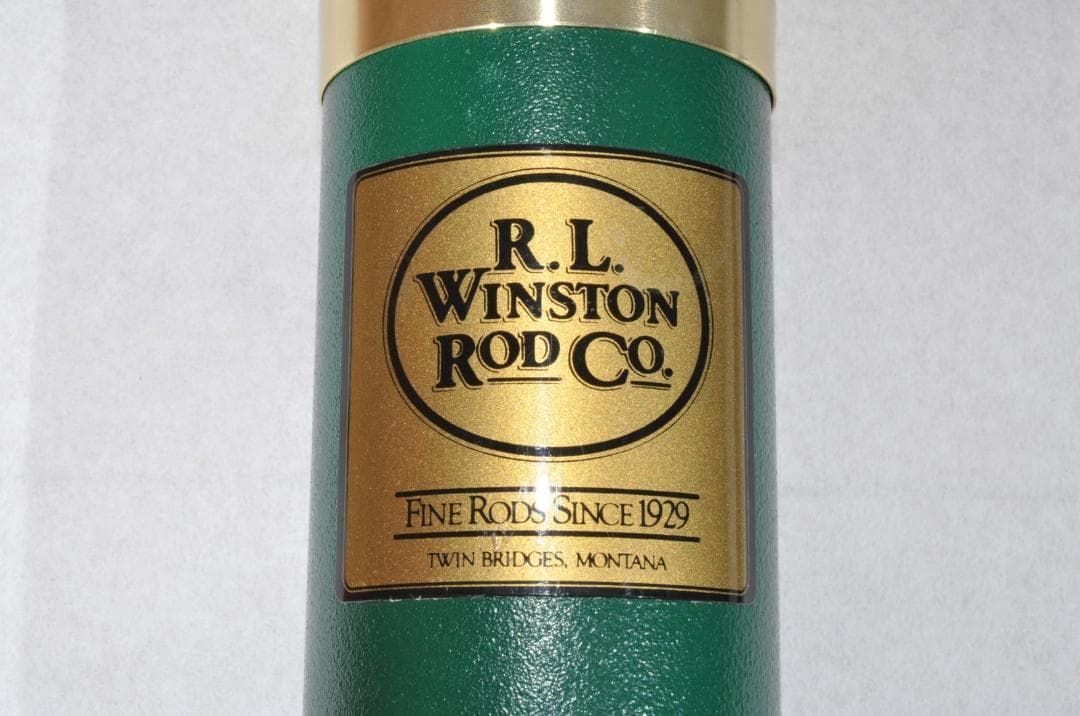 R. L.
WINSTON
ROD CO.
FINE RODS SINCE 1929
TWIN BRIDGES, MONTANA